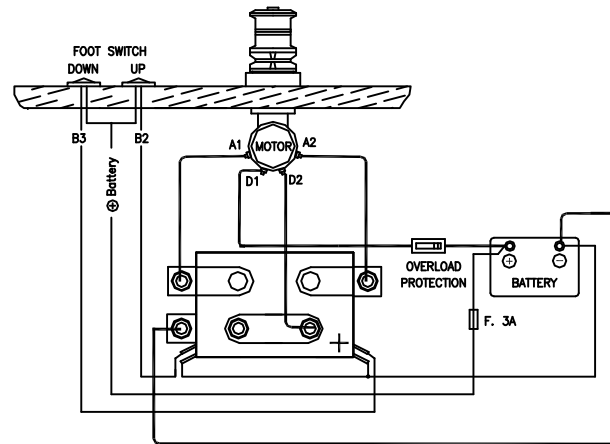 FOOT SWITCH
DOWN UP
B3
B2
⊕ Battery
A1
MOTOR
A2
D1
D2
OVERLOAD
PROTECTION
+
−
BATTERY
F. 3A
+